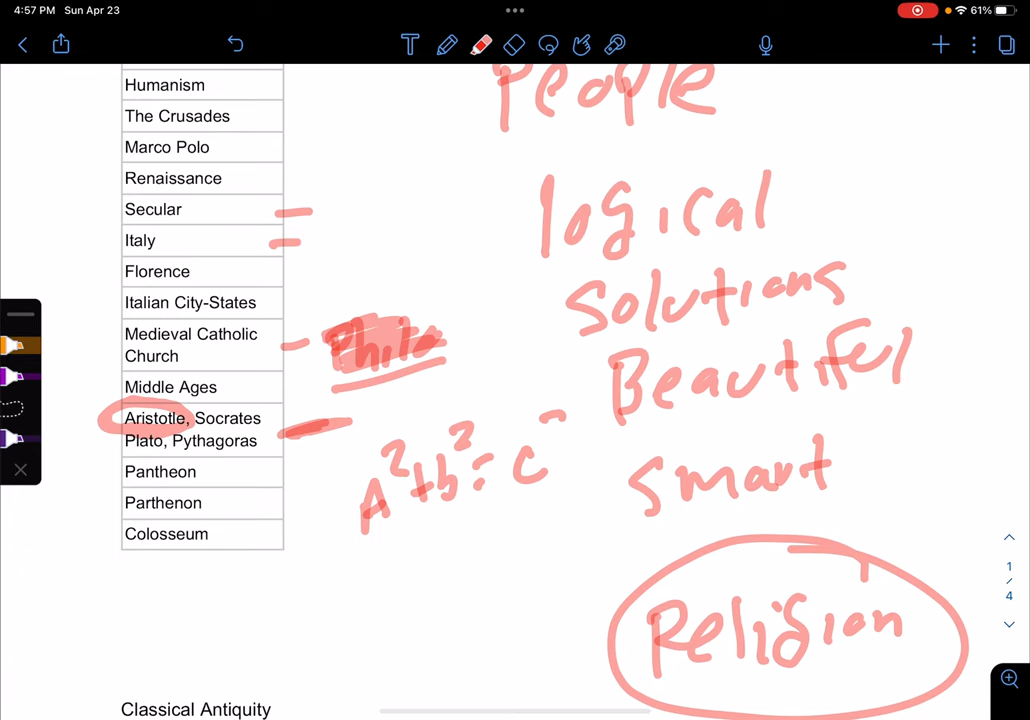 4:57 PM Sun Apr 23
61%
People
Humanism
The Crusades
Marco Polo
Renaissance
Secular
Italy
Florence
Italian City-States
Medieval Catholic
Church
Middle Ages
Aristotle, Socrates
Plato, Pythagoras
Pantheon
Parthenon
Colosseum
logical
solutions
Beautiful
smart
Philo
A²+b²=c
Religion
1
/
4
Classical Antiquity